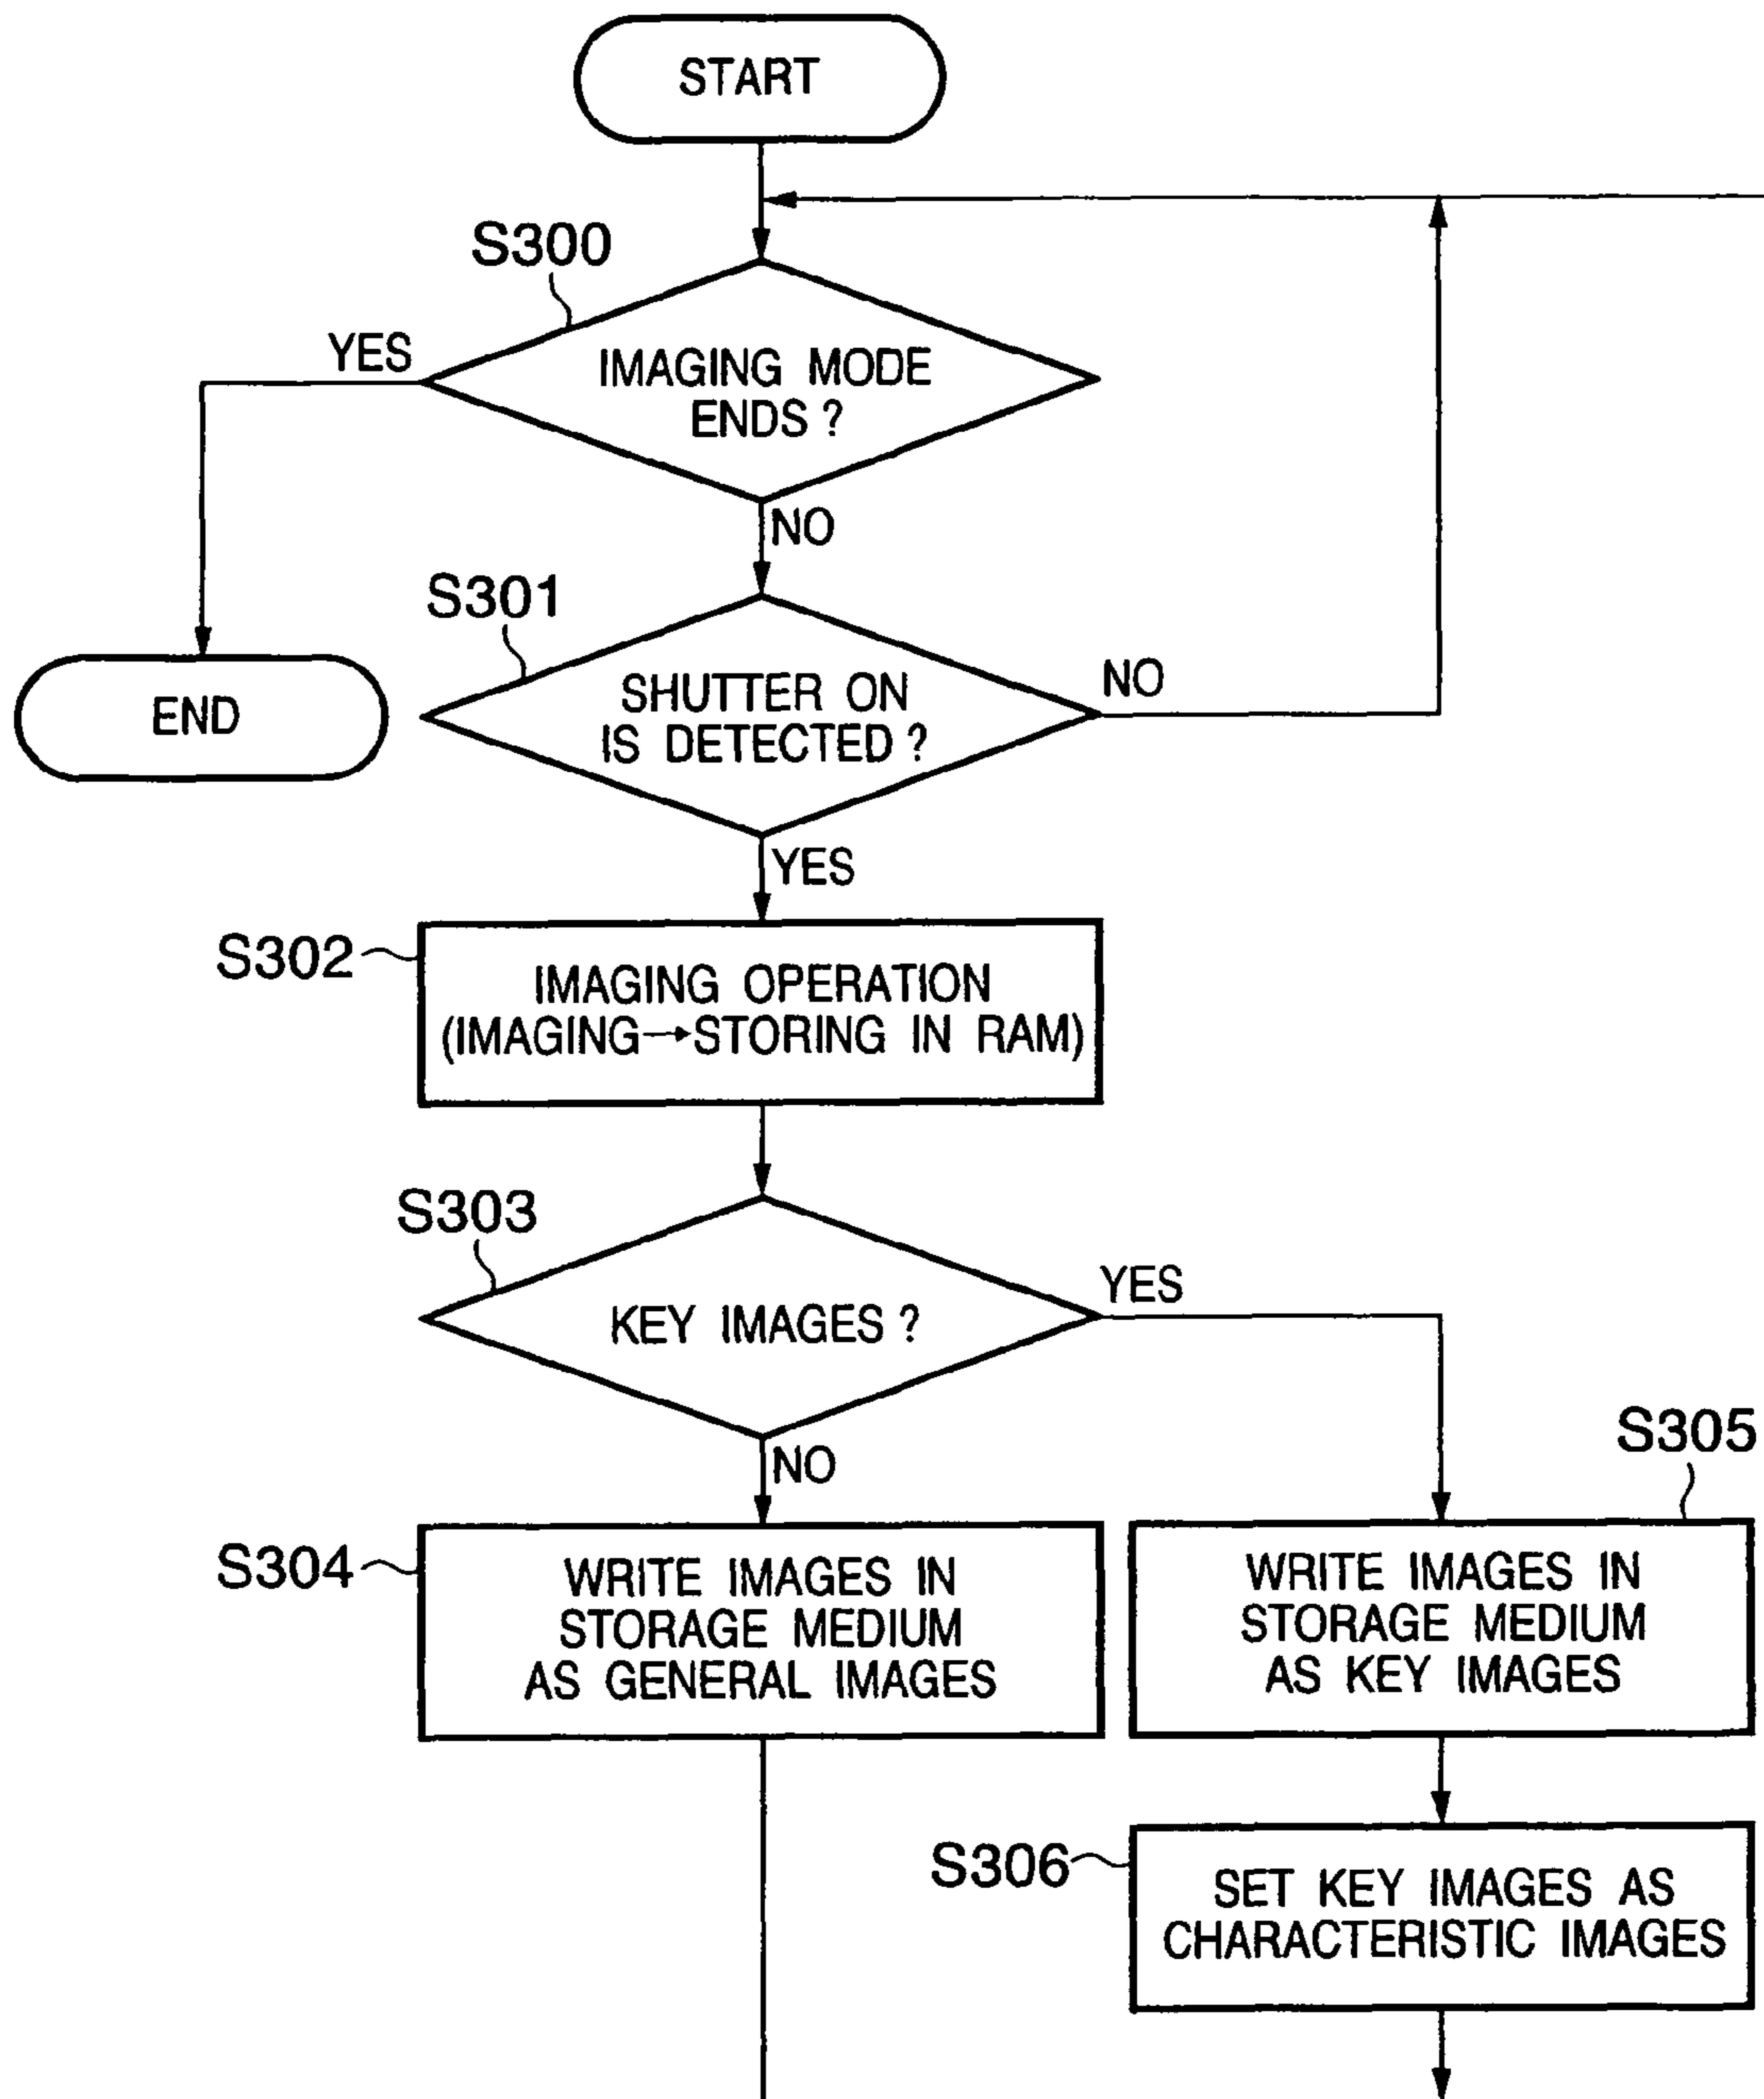 START
S300
YES
IMAGING MODE
ENDS ?
NO
S301
END
SHUTTER ON
IS DETECTED ?
NO
YES
S302
IMAGING OPERATION
(IMAGING→STORING IN RAM)
S303
YES
KEY IMAGES ?
NO
S305
S304
WRITE IMAGES IN
STORAGE MEDIUM
AS GENERAL IMAGES
WRITE IMAGES IN
STORAGE MEDIUM
AS KEY IMAGES
S306
SET KEY IMAGES AS
CHARACTERISTIC IMAGES